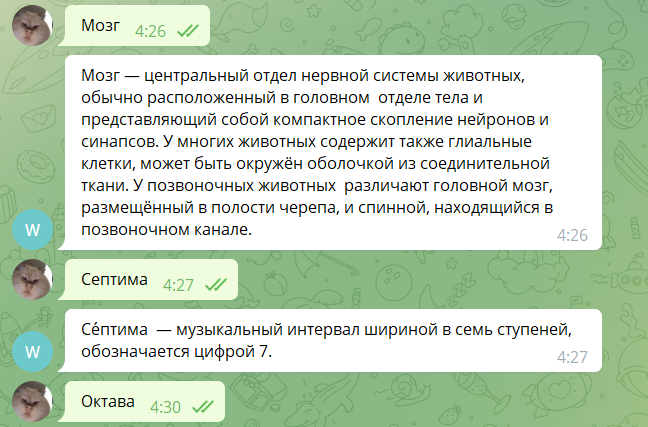 Мозг 4:26
Мозг — центральный отдел нервной системы животных,
обычно расположенный в головном отделе тела и
представляющий собой компактное скопление нейронов и
синапсов. У многих животных содержит также глиальные
клетки, может быть окружён оболочкой из соединительной
ткани. У позвоночных животных различают головной мозг,
размещённый в полости черепа, и спинной, находящийся в
позвоночном канале.
W
4:26
Септима 4:27
Се́птима — музыкальный интервал шириной в семь ступеней,
обозначается цифрой 7.
W
4:27
Октава 4:30